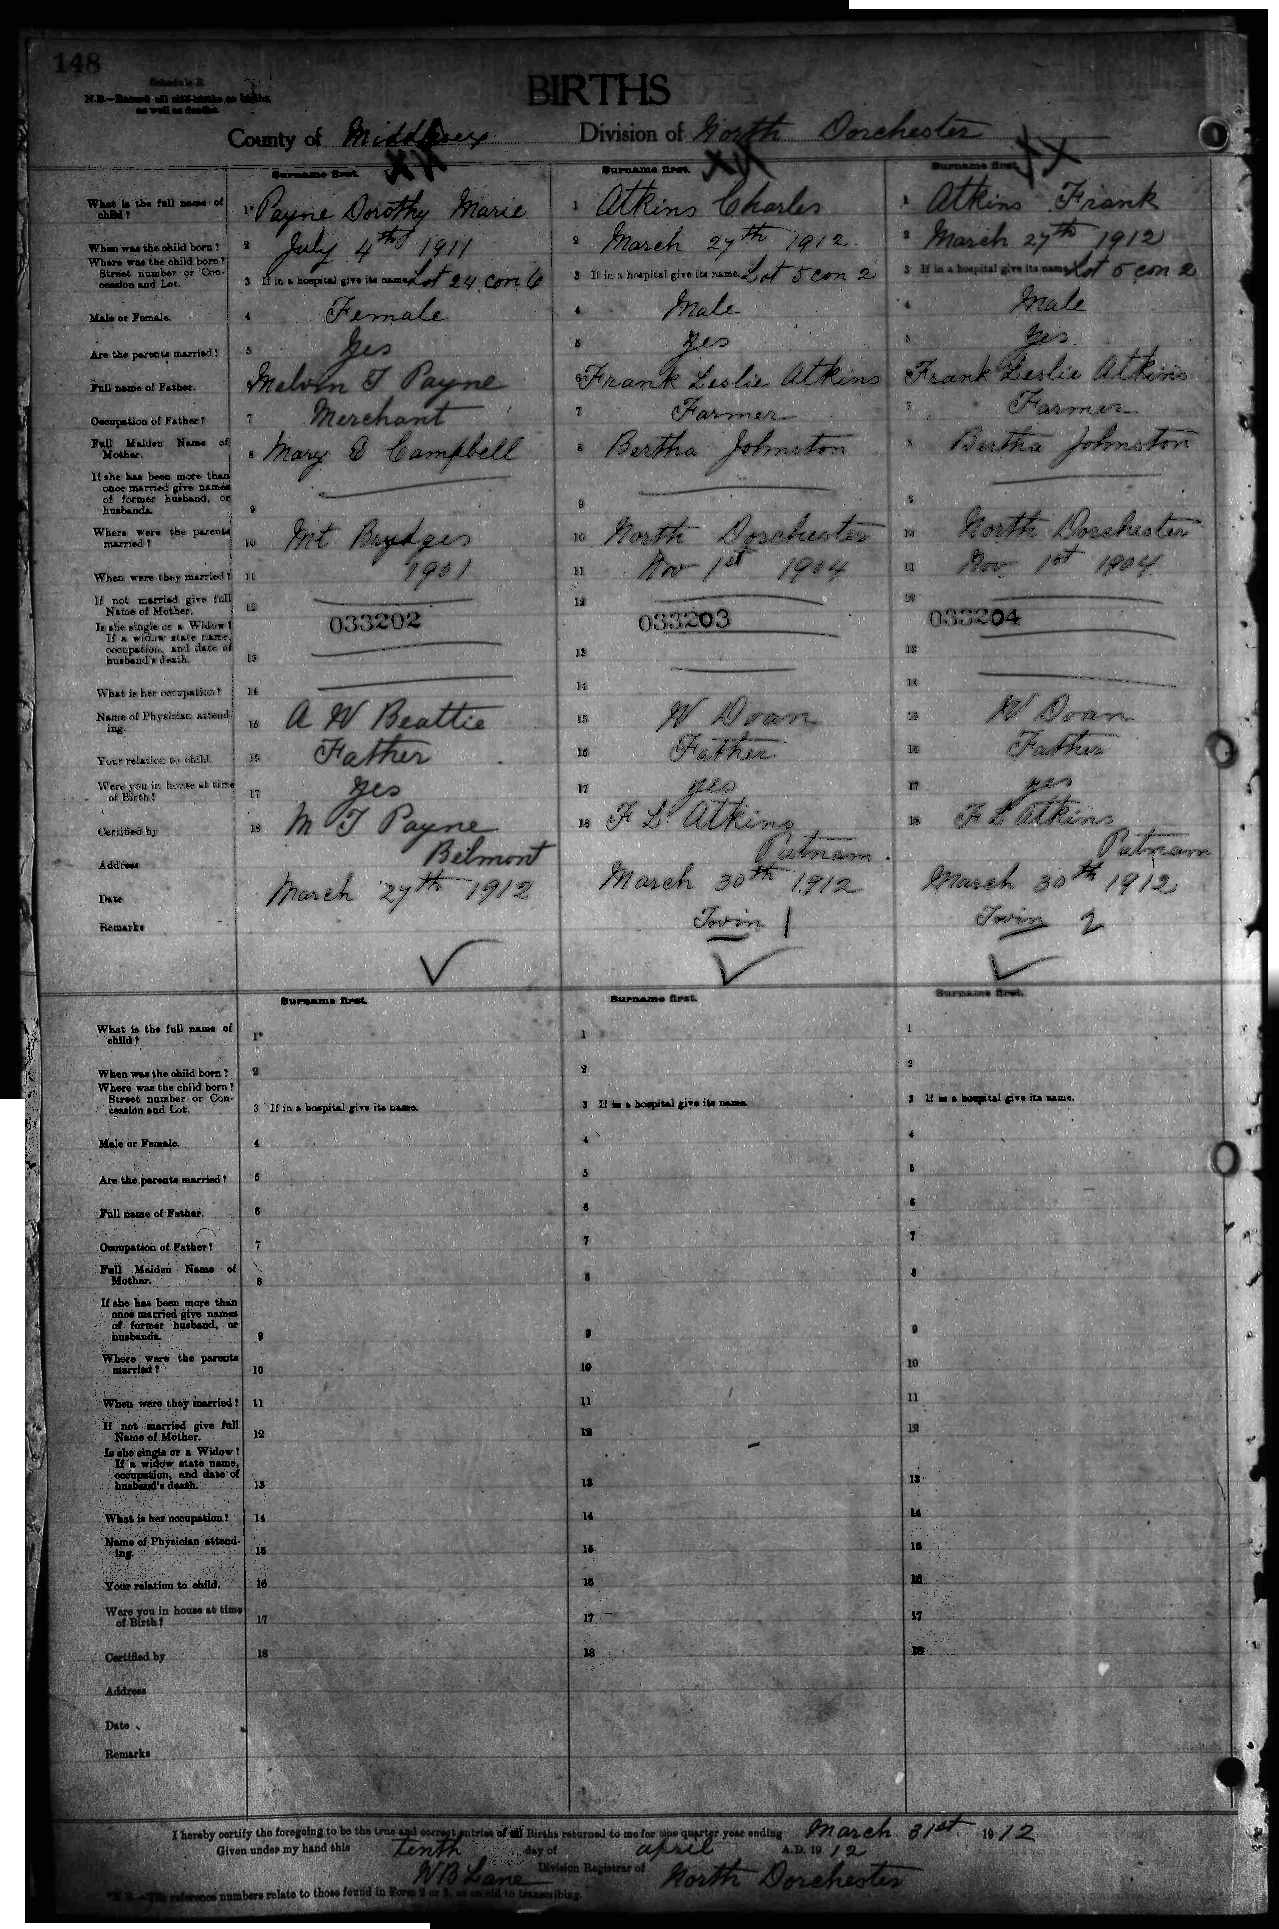 148
Schedule B.
N.B.—Record all still-births as births, as well as deaths.
BIRTHS
County of Middlesex Division of North Dorchester
Surname first. Surname first. Surname first.
What is the full name of child? 1* Payne Dorothy Marie 1 Atkins Charles 1 Atkins Frank
When was the child born? 2 July 4th 1911 2 March 27th 1912 2 March 27th 1912
Where was the child born? Street number or Concession and Lot. 3 If in a hospital give its name. Lot 24 con 6 3 If in a hospital give its name. Lot 5 con 2 3 If in a hospital give its name. Lot 5 con 2
Male or Female. 4 Female 4 Male 4 Male
Are the parents married? 5 Yes 5 Yes 5 Yes
Full name of Father. Melvin T Payne 6 Frank Leslie Atkins Frank Leslie Atkins
Occupation of Father? 7 Merchant 7 Farmer 7 Farmer
Full Maiden Name of Mother. 8 Mary E Campbell 8 Bertha Johnston 8 Bertha Johnston
If she has been more than once married give names of former husband, or husbands. 9 9 9
Where were the parents married? 10 Mt Brydges 10 North Dorchester 10 North Dorchester
When were they married? 11 1901 11 Nov 1st 1904 11 Nov 1st 1904
If not married give full Name of Mother. 12 12 12
033202 033203 033204
Is she single or a Widow? If a widow state name, occupation, and date of husband's death. 13 13 13
What is her occupation? 14 14 14
Name of Physician attending. 15 A W Beattie 15 W Doan 15 W Doan
Your relation to child. 16 Father 16 Father 16 Father
Were you in house at time of Birth? 17 Yes 17 yes 17 yes
Certified by 18 M T Payne 18 F L Atkins 18 F L Atkins
Address Belmont Putnam Putnam
Date March 27th 1912 March 30th 1912 March 30th 1912
Remarks Twin 1 Twin 2
Surname first. Surname first. Surname first.
What is the full name of child? 1* 1 1
When was the child born? 2 2 2
Where was the child born? Street number or Concession and Lot. 3 If in a hospital give its name. 3 If in a hospital give its name. 3 If in a hospital give its name.
Male or Female. 4 4 4
Are the parents married? 5 5 5
Full name of Father. 6 6 6
Occupation of Father? 7 7 7
Full Maiden Name of Mother. 8 8 8
If she has been more than once married give names of former husband, or husbands. 9 9 9
Where were the parents married? 10 10 10
When were they married? 11 11 11
If not married give full Name of Mother. 12 12 12
Is she single or a Widow? If a widow state name, occupation, and date of husband's death. 13 13 13
What is her occupation? 14 14 14
Name of Physician attending. 15 15 15
Your relation to child. 16 16 16
Were you in house at time of Birth? 17 17 17
Certified by 18 18 18
Address
Date
Remarks
I hereby certify the foregoing to be the true and correct entries of all Births returned to me for the quarter year ending March 31st 1912
Given under my hand this tenth day of april A.D. 1912
W B Lane Division Registrar of North Dorchester
*N.B.—The reference numbers relate to those found in Form 2 or 3, as an aid to transcribing.